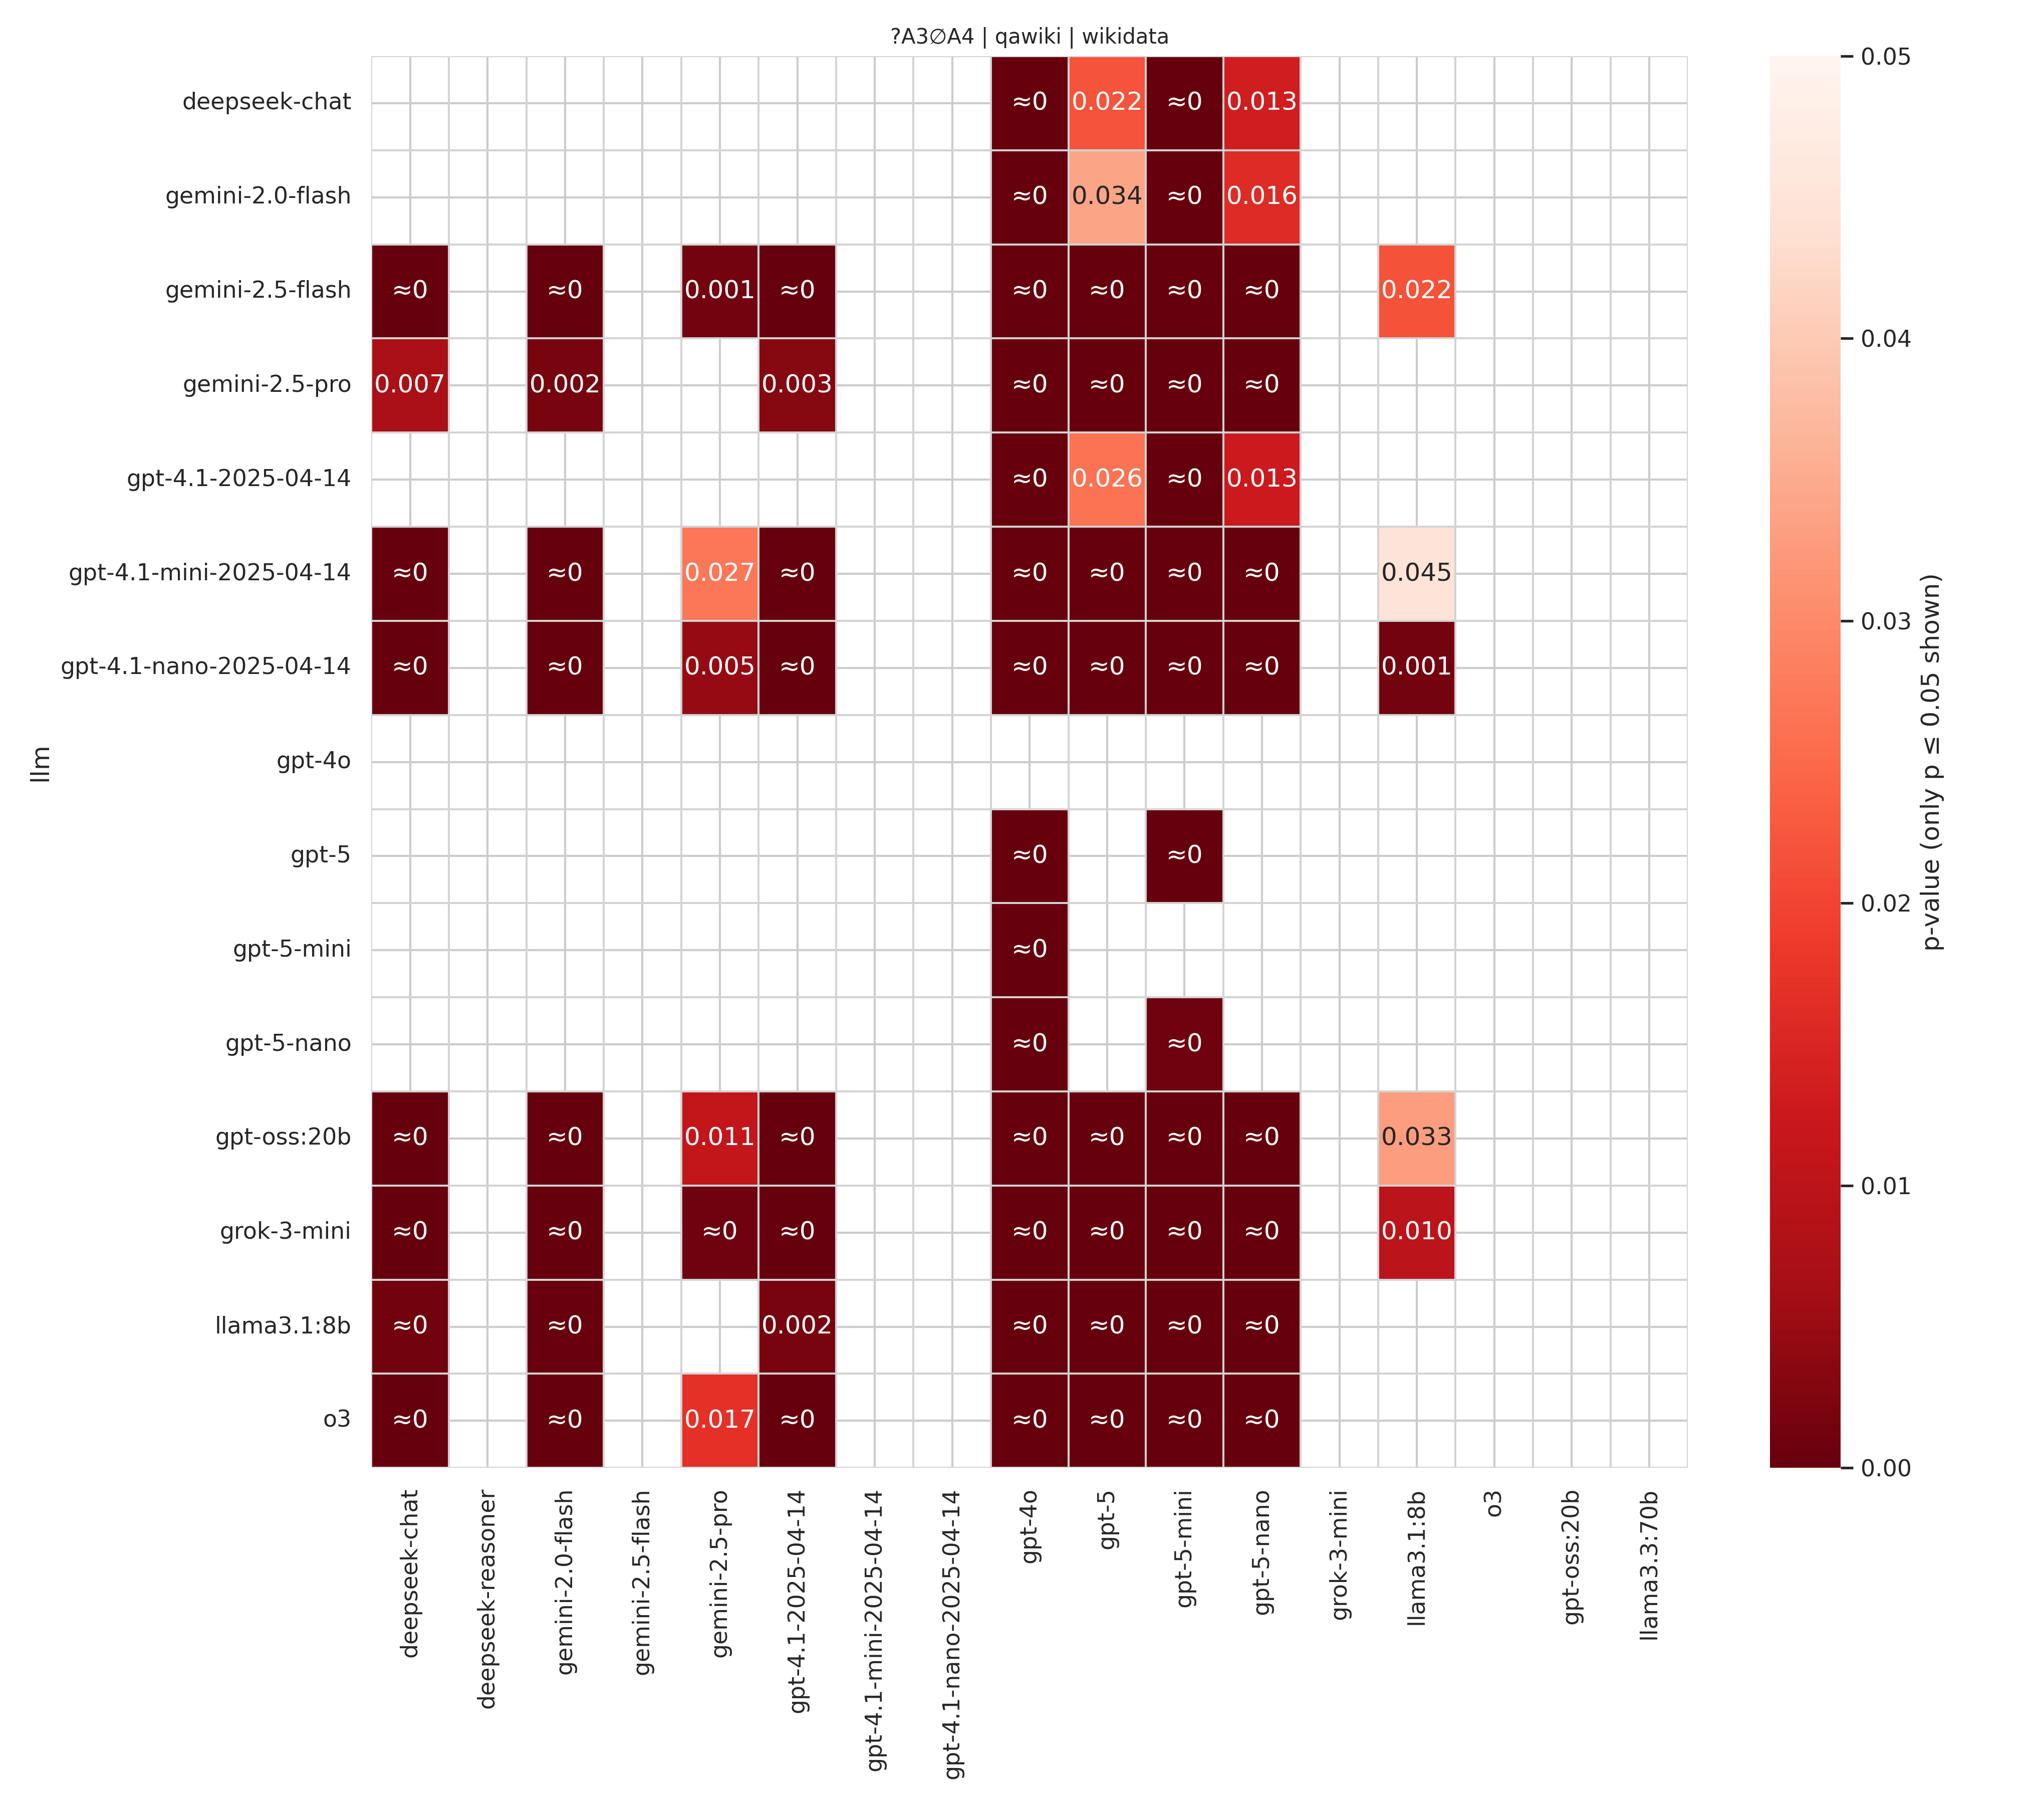 ?A3∅A4 | qawiki | wikidata
deepseek-chat ≈0 0.022 ≈0 0.013
gemini-2.0-flash ≈0 0.034 ≈0 0.016
gemini-2.5-flash ≈0 ≈0 0.001 ≈0 ≈0 ≈0 ≈0 ≈0 0.022
gemini-2.5-pro 0.007 0.002 0.003 ≈0 ≈0 ≈0 ≈0
gpt-4.1-2025-04-14 ≈0 0.026 ≈0 0.013
gpt-4.1-mini-2025-04-14 ≈0 ≈0 0.027 ≈0 ≈0 ≈0 ≈0 ≈0 0.045
gpt-4.1-nano-2025-04-14 ≈0 ≈0 0.005 ≈0 ≈0 ≈0 ≈0 ≈0 0.001
gpt-4o
gpt-5 ≈0 ≈0
gpt-5-mini ≈0
gpt-5-nano ≈0 ≈0
gpt-oss:20b ≈0 ≈0 0.011 ≈0 ≈0 ≈0 ≈0 ≈0 0.033
grok-3-mini ≈0 ≈0 ≈0 ≈0 ≈0 ≈0 ≈0 ≈0 0.010
llama3.1:8b ≈0 ≈0 0.002 ≈0 ≈0 ≈0 ≈0
o3 ≈0 ≈0 0.017 ≈0 ≈0 ≈0 ≈0 ≈0
llm
deepseek-chat
deepseek-reasoner
gemini-2.0-flash
gemini-2.5-flash
gemini-2.5-pro
gpt-4.1-2025-04-14
gpt-4.1-mini-2025-04-14
gpt-4.1-nano-2025-04-14
gpt-4o
gpt-5
gpt-5-mini
gpt-5-nano
grok-3-mini
llama3.1:8b
o3
gpt-oss:20b
llama3.3:70b
0.05
0.04
0.03
0.02
0.01
0.00
p-value (only p ≤ 0.05 shown)